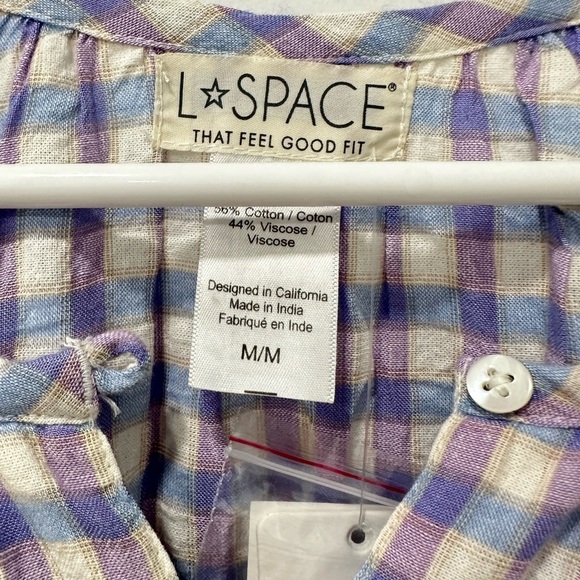 L☆SPACE®
THAT FEEL GOOD FIT
56% Cotton / Coton
44% Viscose /
Viscose
Designed in California
Made in India
Fabriqué en Inde
M/M